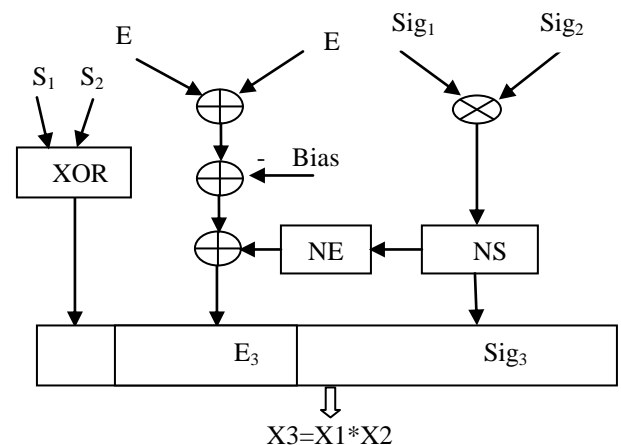 E E Sig₁ Sig₂
S₁ S₂
XOR
- Bias
NE NS
E₃ Sig₃
X3=X1*X2